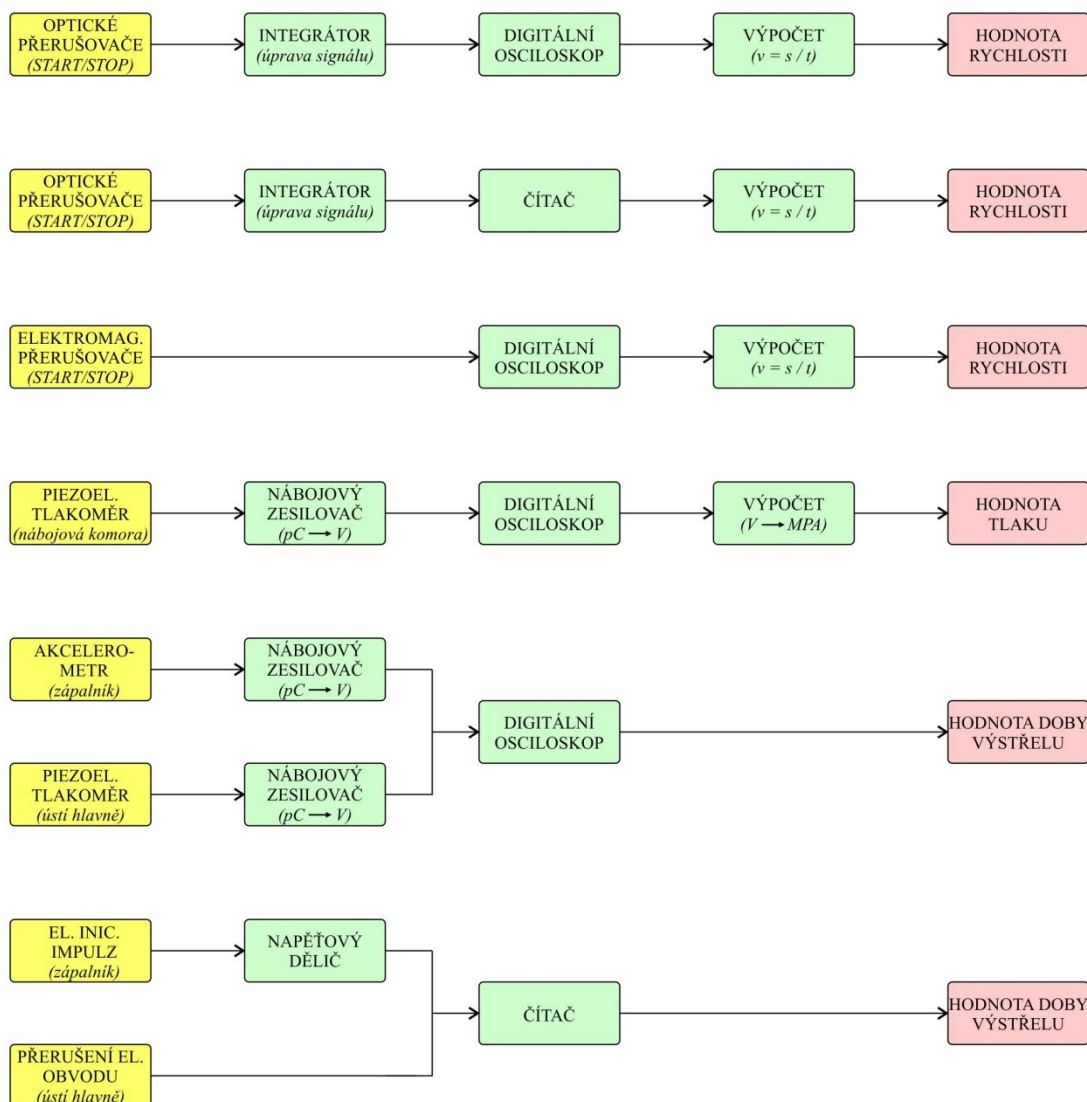 OPTICKÉ
PŘERUŠOVAČE
(START/STOP)
INTEGRÁTOR
(úprava signálu)
DIGITÁLNÍ
OSCILOSKOP
VÝPOČET
(v = s / t)
HODNOTA
RYCHLOSTI
OPTICKÉ
PŘERUŠOVAČE
(START/STOP)
INTEGRÁTOR
(úprava signálu)
ČÍTAČ
VÝPOČET
(v = s / t)
HODNOTA
RYCHLOSTI
ELEKTROMAG.
PŘERUŠOVAČE
(START/STOP)
DIGITÁLNÍ
OSCILOSKOP
VÝPOČET
(v = s / t)
HODNOTA
RYCHLOSTI
PIEZOEL.
TLAKOMĚR
(nábojová komora)
NÁBOJOVÝ
ZESILOVAČ
(pC → V)
DIGITÁLNÍ
OSCILOSKOP
VÝPOČET
(V → MPA)
HODNOTA
TLAKU
AKCELERO-
METR
(zápalník)
NÁBOJOVÝ
ZESILOVAČ
(pC → V)
PIEZOEL.
TLAKOMĚR
(ústí hlavně)
NÁBOJOVÝ
ZESILOVAČ
(pC → V)
DIGITÁLNÍ
OSCILOSKOP
HODNOTA DOBY
VÝSTŘELU
EL. INIC.
IMPULZ
(zápalník)
NAPĚŤOVÝ
DĚLIČ
PŘERUŠENÍ EL.
OBVODU
(ústí hlavně)
ČÍTAČ
HODNOTA DOBY
VÝSTŘELU